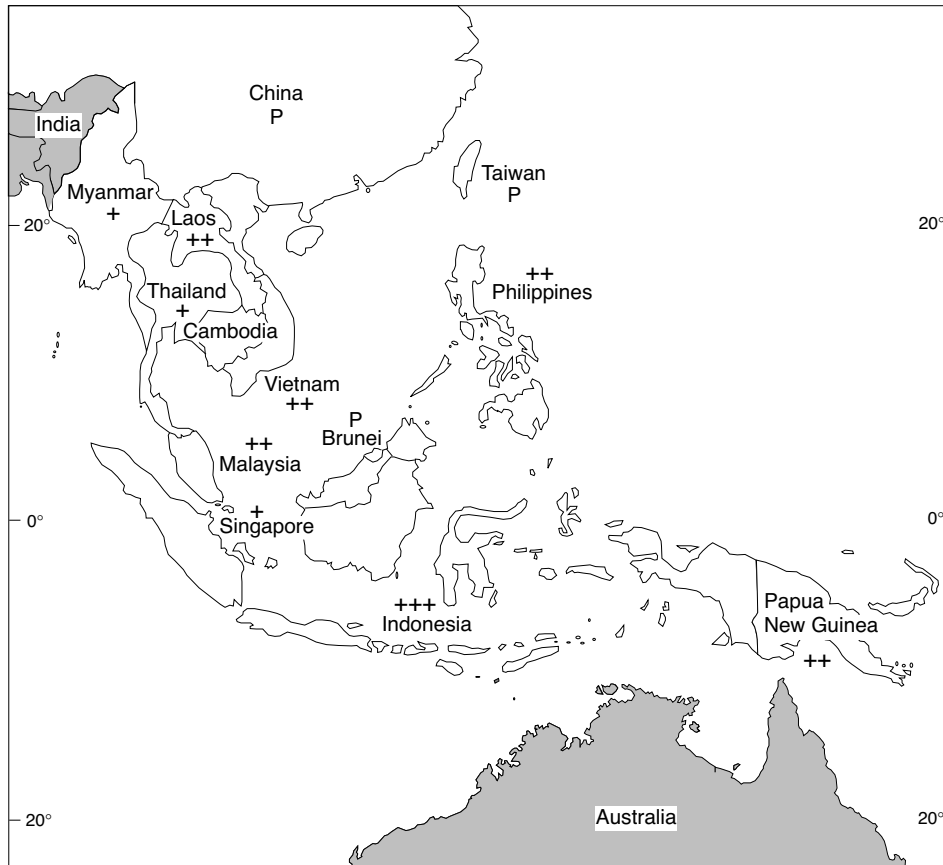 China
P
India
Taiwan
P
Myanmar
+
Laos
++
20°
20°
++
Philippines
Thailand
+
Cambodia
Vietnam
++
P
Brunei
++
Malaysia
+
Singapore
0°
0°
+++
Indonesia
Papua
New Guinea
++
Australia
20°
20°